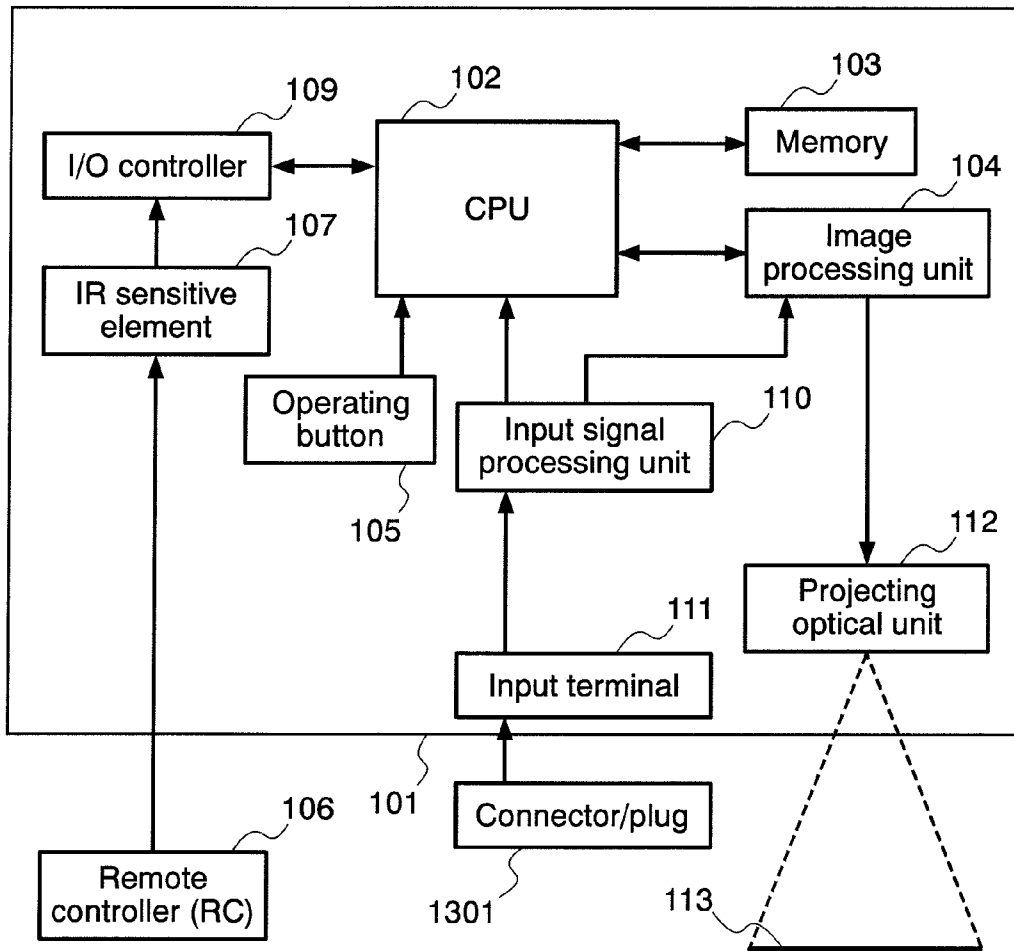 109
102
103
I/O controller
CPU
Memory
104
107
Image
processing unit
IR sensitive
element
Operating
button
105
110
Input signal
processing unit
112
Projecting
optical unit
111
Input terminal
101
Connector/plug
1301
106
Remote
controller (RC)
113